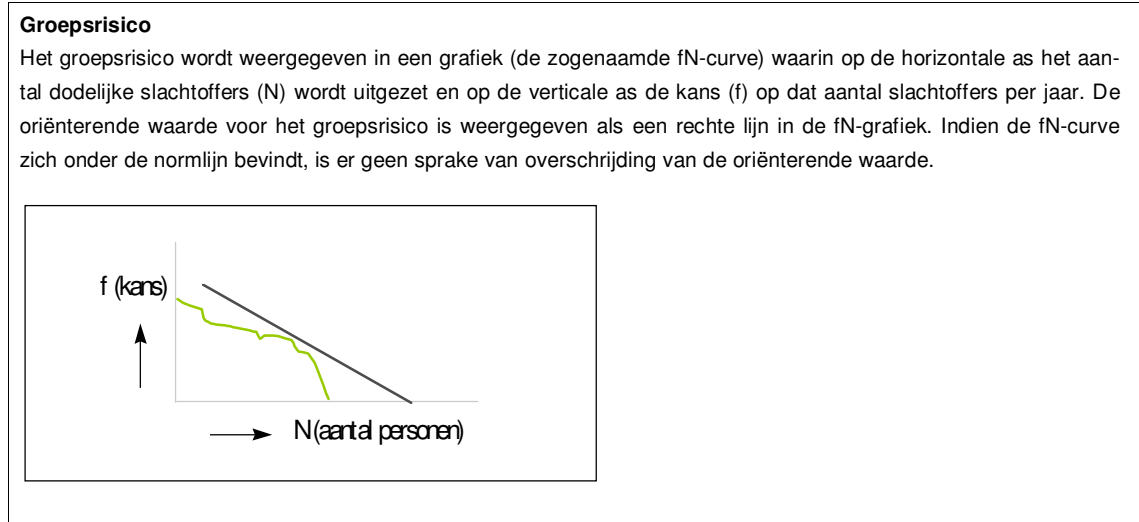 Groepsrisico
Het groepsrisico wordt weergegeven in een grafiek (de zogenaamde fN-curve) waarin op de horizontale as het aan-
tal dodelijke slachtoffers (N) wordt uitgezet en op de verticale as de kans (f) op dat aantal slachtoffers per jaar. De
oriënterende waarde voor het groepsrisico is weergegeven als een rechte lijn in de fN-grafiek. Indien de fN-curve
zich onder de normlijn bevindt, is er geen sprake van overschrijding van de oriënterende waarde.
f (kans)
N (aantal personen)